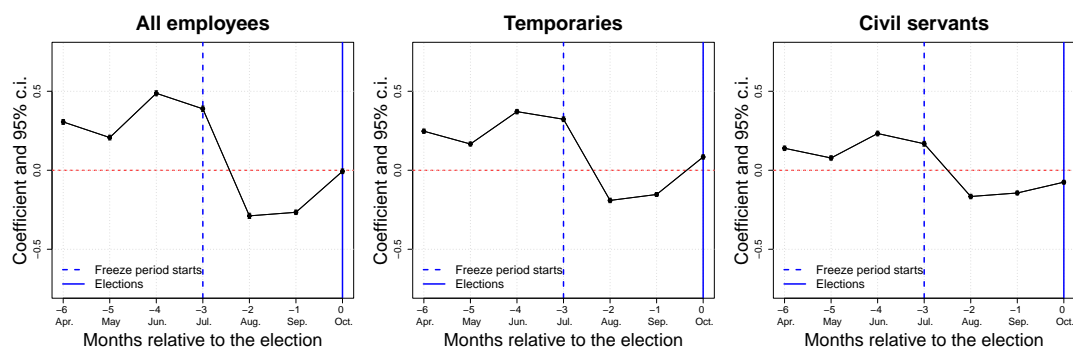 All employees
Coefficient and 95% c.i.
0.5
0.0
−0.5
Freeze period starts
Elections
−6 −5 −4 −3 −2 −1 0
Apr. May Jun. Jul. Aug. Sep. Oct.
Months relative to the election
Temporaries
Coefficient and 95% c.i.
0.5
0.0
−0.5
Freeze period starts
Elections
−6 −5 −4 −3 −2 −1 0
Apr. May Jun. Jul. Aug. Sep. Oct.
Months relative to the election
Civil servants
Coefficient and 95% c.i.
0.5
0.0
−0.5
Freeze period starts
Elections
−6 −5 −4 −3 −2 −1 0
Apr. May Jun. Jul. Aug. Sep. Oct.
Months relative to the election